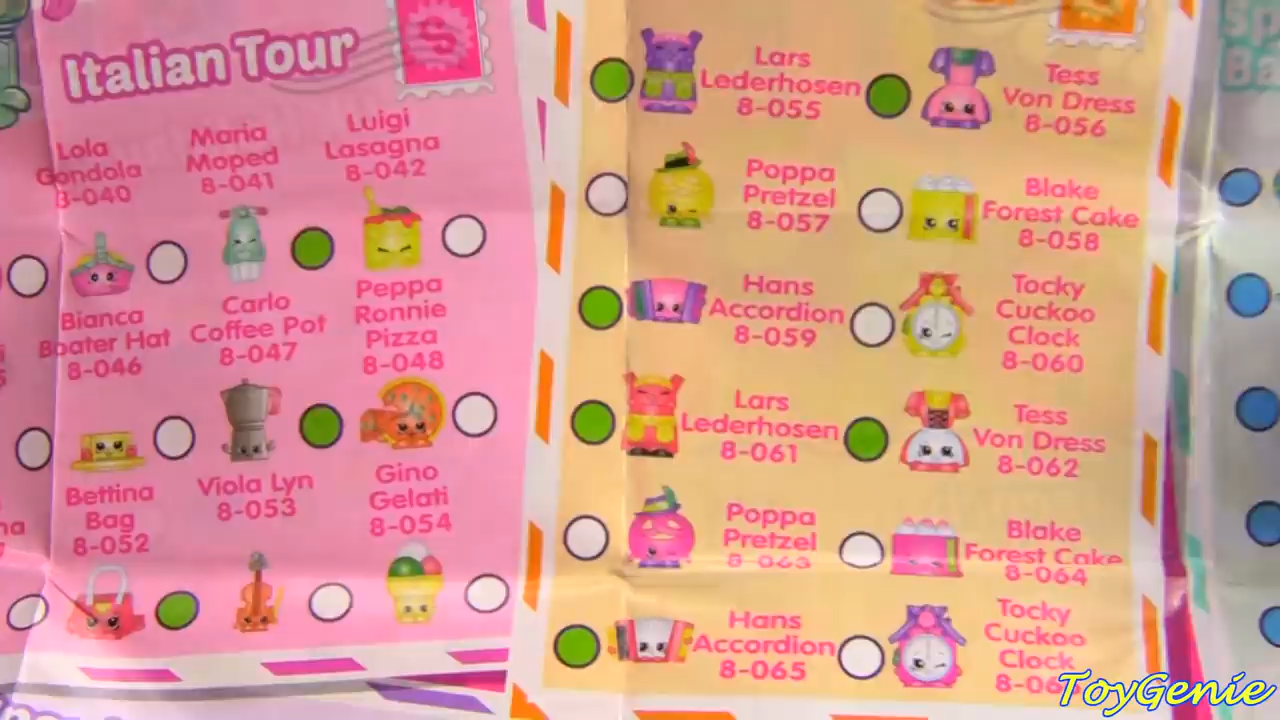 Italian Tour
Lola
Gondola
8-040
Maria
Moped
8-041
Luigi
Lasagna
8-042
Bianca
Boater Hat
8-046
Carlo
Coffee Pot
8-047
Peppa
Ronnie
Pizza
8-048
Bettina
Bag
8-052
Viola Lyn
8-053
Gino
Gelati
8-054
Lars
Lederhosen
8-055
Tess
Von Dress
8-056
Poppa
Pretzel
8-057
Blake
Forest Cake
8-058
Hans
Accordion
8-059
Tocky
Cuckoo
Clock
8-060
Lars
Lederhosen
8-061
Tess
Von Dress
8-062
Poppa
Pretzel
8-063
Blake
Forest Cake
8-064
Hans
Accordion
8-065
Tocky
Cuckoo
Clock
ToyGenie